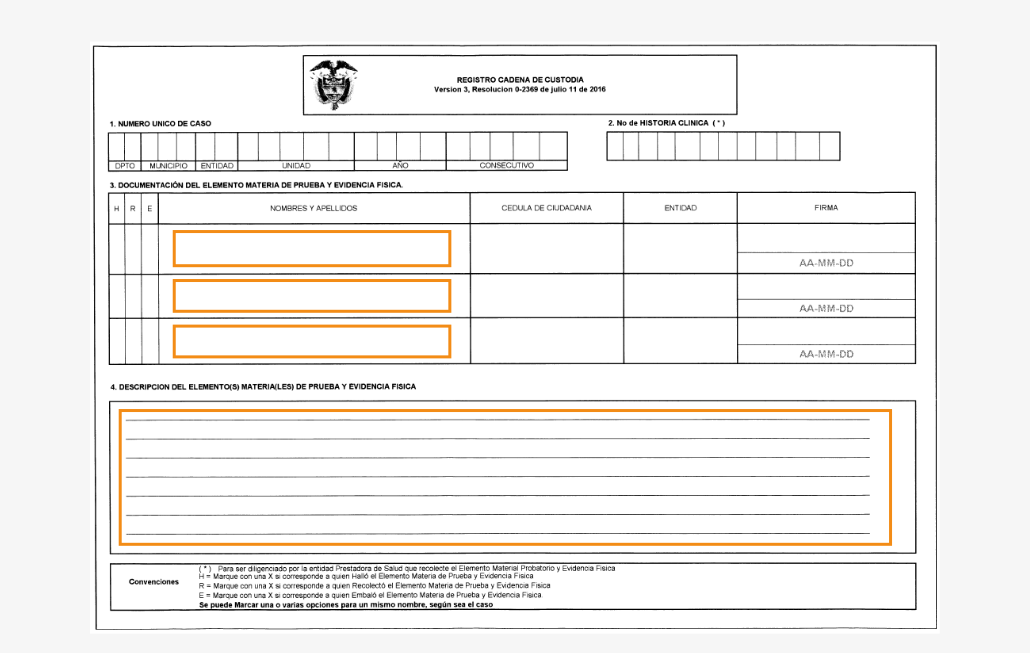 REGISTRO CADENA DE CUSTODIA
Version 3, Resolucion 0-2369 de julio 11 de 2016
1. NUMERO UNICO DE CASO
2. No de HISTORIA CLINICA ( * )
DPTO MUNICIPIO ENTIDAD UNIDAD AÑO CONSECUTIVO
3. DOCUMENTACIÓN DEL ELEMENTO MATERIA DE PRUEBA Y EVIDENCIA FISICA.
H R E NOMBRES Y APELLIDOS CEDULA DE CIUDADANIA ENTIDAD FIRMA
AA-MM-DD
AA-MM-DD
AA-MM-DD
4. DESCRIPCION DEL ELEMENTO(S) MATERIA(LES) DE PRUEBA Y EVIDENCIA FISICA
Convenciones
( * ) Para ser diligenciado por la entidad Prestadora de Salud que recolecte el Elemento Material Probatorio y Evidencia Fisica
H = Marque con una X si corresponde a quien Halló el Elemento Materia de Prueba y Evidencia Fisica
R = Marque con una X si corresponde a quien Recolectó el Elemento Materia de Prueba y Evidencia Fisica
E = Marque con una X si corresponde a quien Embaló el Elemento Materia de Prueba y Evidencia Fisica.
Se puede Marcar una o varias opciones para un mismo nombre, según sea el caso